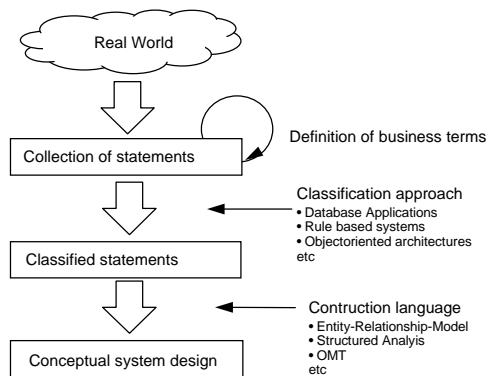 Real World
Definition of business terms
Collection of statements
Classification approach
• Database Applications
• Rule based systems
• Objectoriented architectures
etc
Classified statements
Contruction language
• Entity-Relationship-Model
• Structured Analyis
• OMT
etc
Conceptual system design